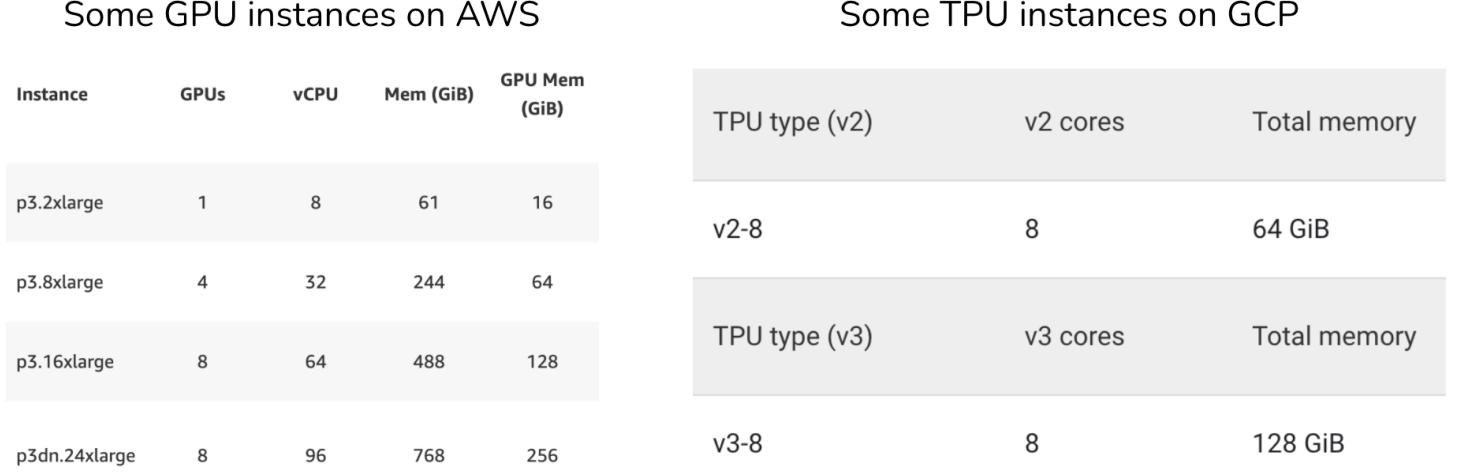 Some GPU instances on AWS
Instance GPUs vCPU Mem (GiB) GPU Mem (GiB)
p3.2xlarge 1 8 61 16
p3.8xlarge 4 32 244 64
p3.16xlarge 8 64 488 128
p3dn.24xlarge 8 96 768 256
Some TPU instances on GCP
TPU type (v2) v2 cores Total memory
v2-8 8 64 GiB
TPU type (v3) v3 cores Total memory
v3-8 8 128 GiB